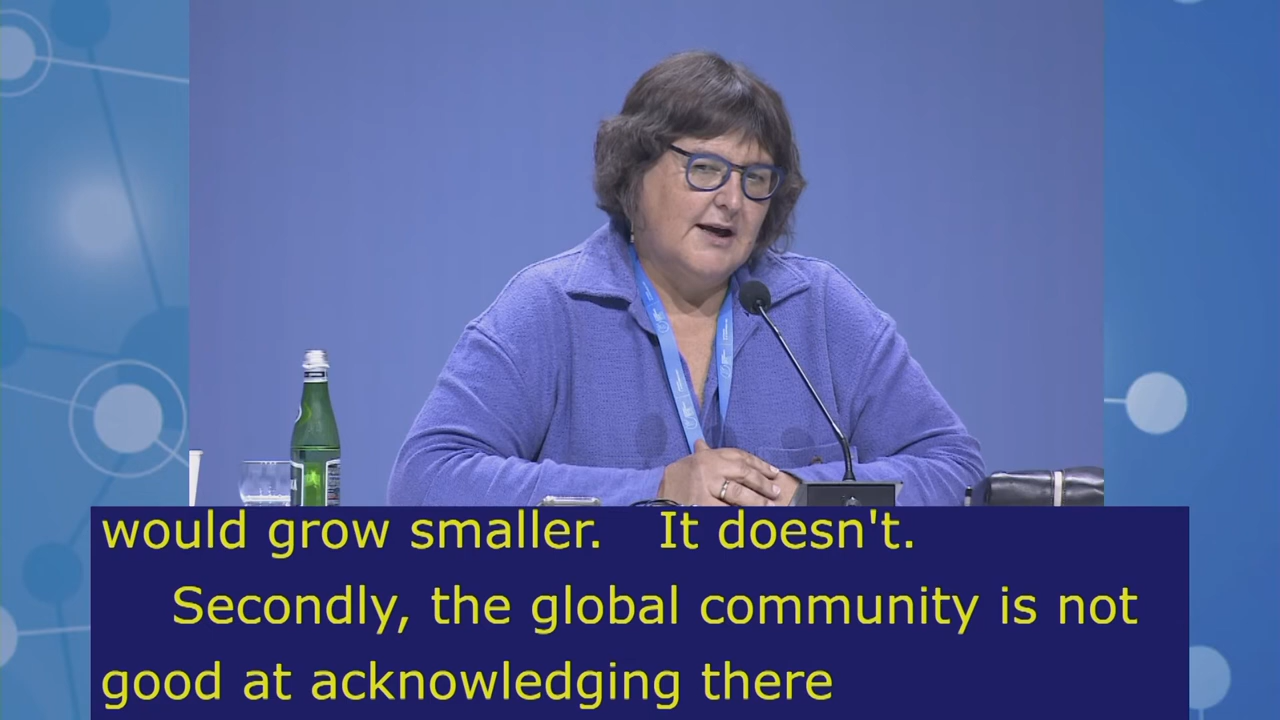 would grow smaller. It doesn't.
Secondly, the global community is not
good at acknowledging there